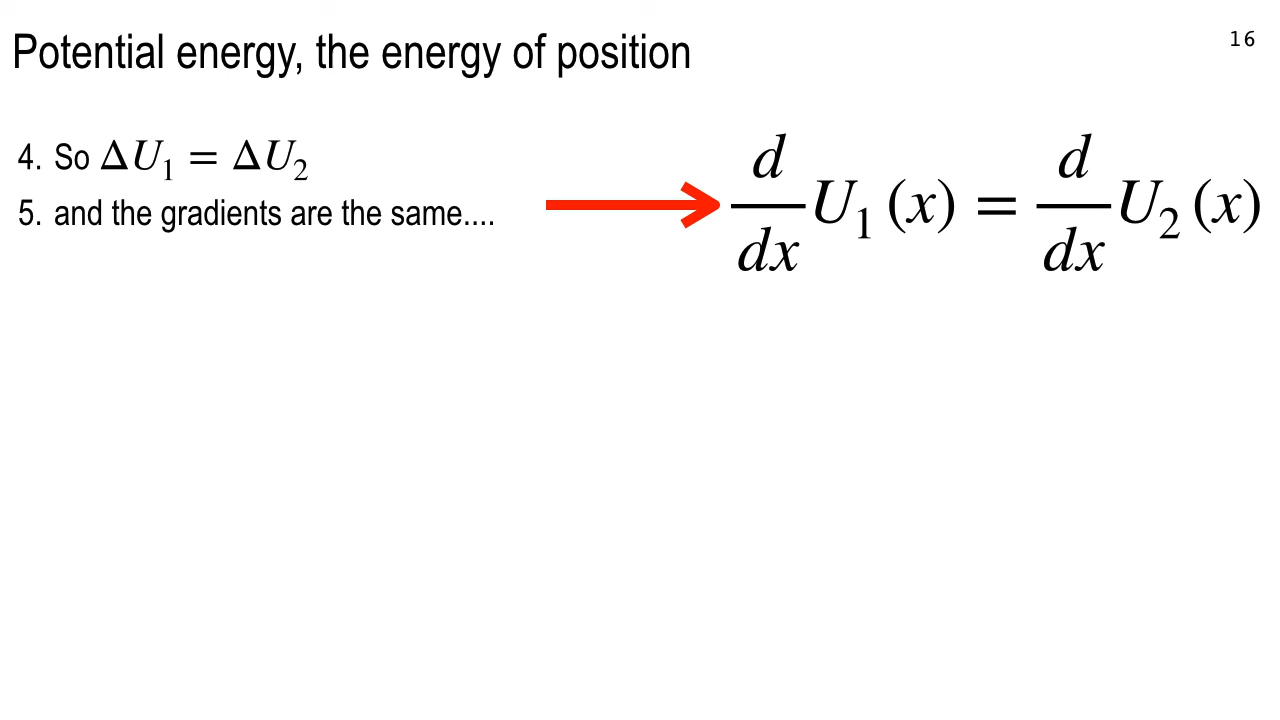 Potential energy, the energy of position
16
4. So ΔU₁ = ΔU₂
5. and the gradients are the same....
d/dx U₁(x) = d/dx U₂(x)